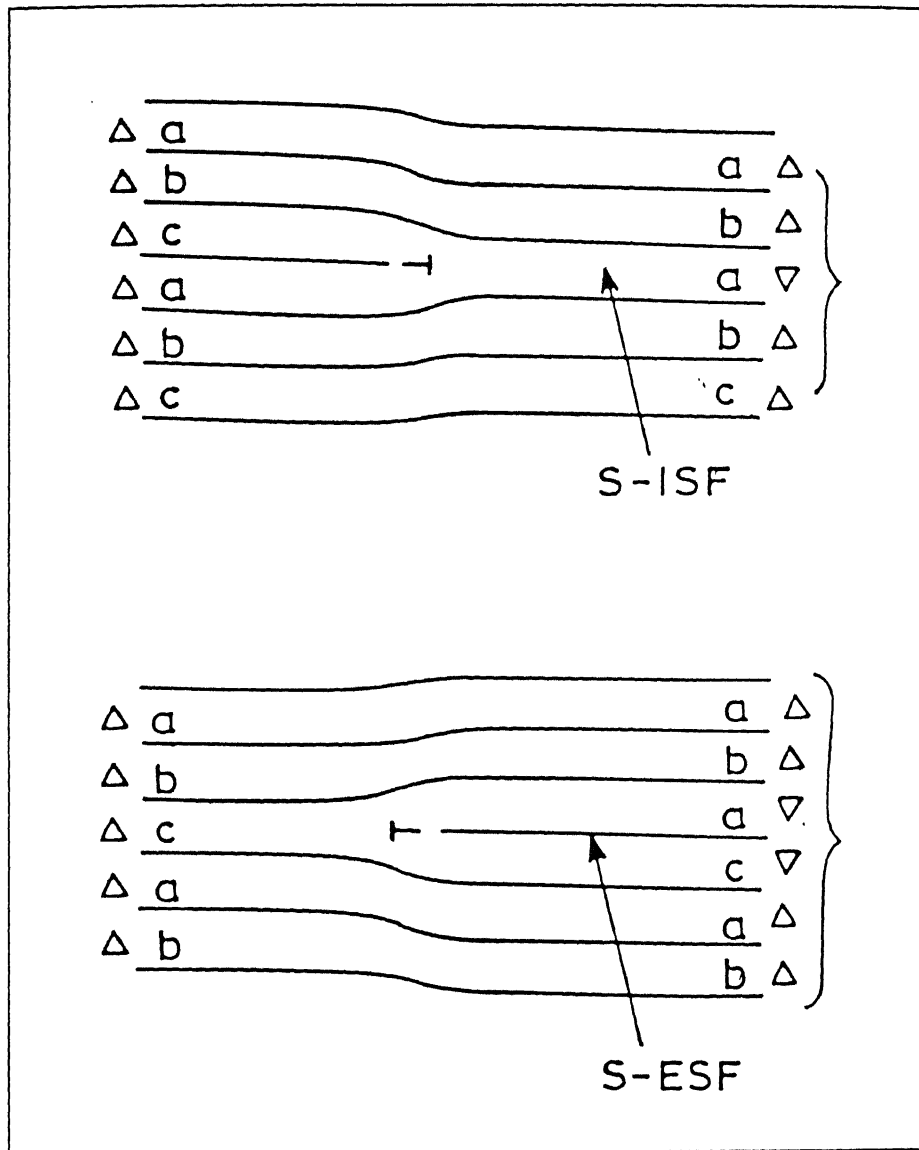 △ a
a △
△ b
b △
△ c
a ▽
△ a
b △
△ b
c △
△ c
S-ISF
a △
△ a
b △
△ b
a ▽
△ c
c ▽
△ a
a △
△ b
b △
S-ESF